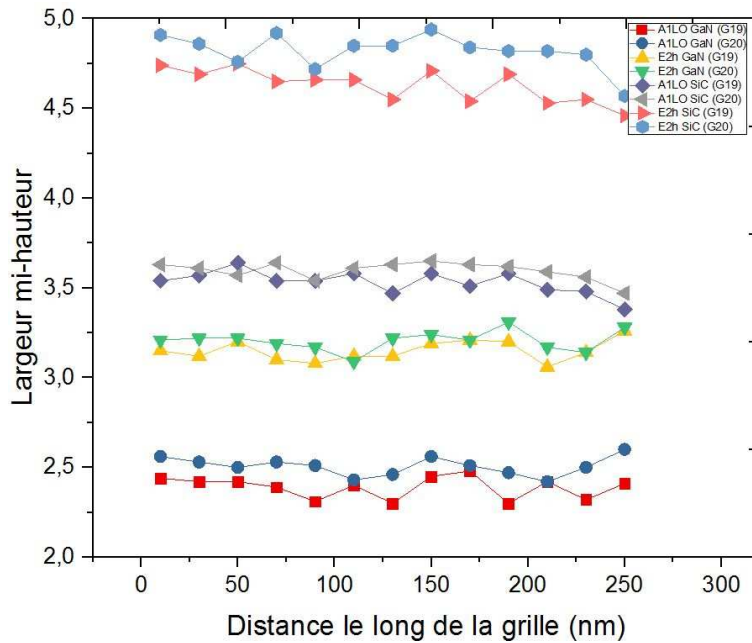 5,0
4,5
4,0
3,5
3,0
2,5
2,0
Largeur mi-hauteur
A1LO GaN (G19)
A1LO GaN (G20)
E2h GaN (G19)
E2h GaN (G20)
A1LO SiC (G19)
A1LO SiC (G20)
E2h SiC (G19)
E2h SiC (G20)
0 50 100 150 200 250 300
Distance le long de la grille (nm)